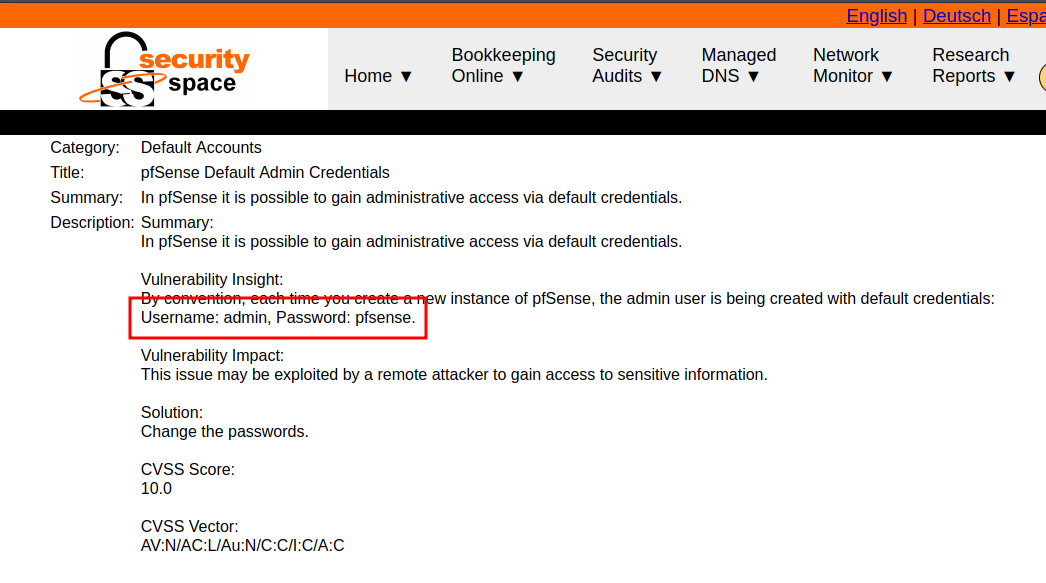 English | Deutsch | Espa
security
space
SS
Home ▼
Bookkeeping
Online ▼
Security
Audits ▼
Managed
DNS ▼
Network
Monitor ▼
Research
Reports ▼
Category: Default Accounts
Title: pfSense Default Admin Credentials
Summary: In pfSense it is possible to gain administrative access via default credentials.
Description: Summary:
In pfSense it is possible to gain administrative access via default credentials.
Vulnerability Insight:
By convention, each time you create a new instance of pfSense, the admin user is being created with default credentials:
Username: admin, Password: pfsense.
Vulnerability Impact:
This issue may be exploited by a remote attacker to gain access to sensitive information.
Solution:
Change the passwords.
CVSS Score:
10.0
CVSS Vector:
AV:N/AC:L/Au:N/C:C/I:C/A:C